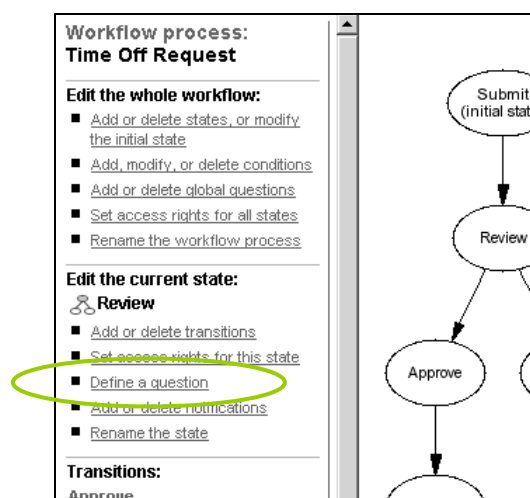 Workflow process:
Time Off Request
Edit the whole workflow:
Add or delete states, or modify
the initial state
Add, modify, or delete conditions
Add or delete global questions
Set access rights for all states
Rename the workflow process
Edit the current state:
Review
Add or delete transitions
Set access rights for this state
Define a question
Add or delete notifications
Rename the state
Transitions:
Approve
Submit
(initial stat
Review
Approve